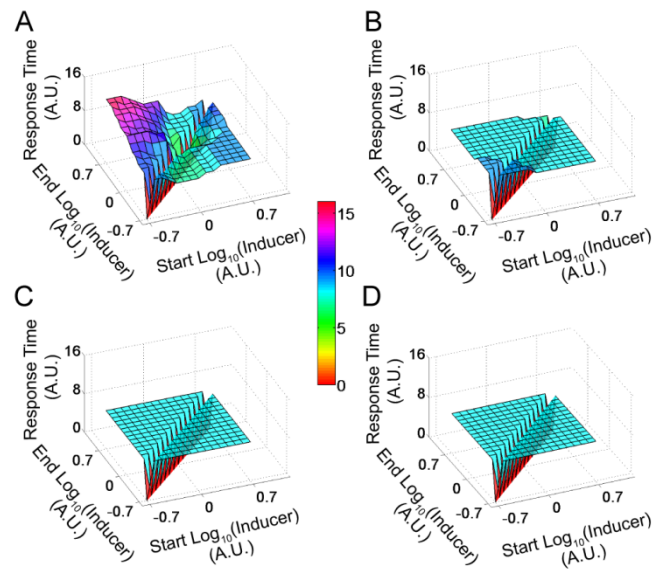 A
Response Time
(A.U.)
16
8
0
End Log₁₀(Inducer)
(A.U.)
0.7
0
-0.7
-0.7
0
0.7
Start Log₁₀(Inducer)
(A.U.)
B
Response Time
(A.U.)
16
8
0
End Log₁₀(Inducer)
(A.U.)
0.7
0
-0.7
-0.7
0
0.7
Start Log₁₀(Inducer)
(A.U.)
15
10
5
0
C
Response Time
(A.U.)
16
8
0
End Log₁₀(Inducer)
(A.U.)
0.7
0
-0.7
-0.7
0
0.7
Start Log₁₀(Inducer)
(A.U.)
D
Response Time
(A.U.)
16
8
0
End Log₁₀(Inducer)
(A.U.)
0.7
0
-0.7
-0.7
0
0.7
Start Log₁₀(Inducer)
(A.U.)